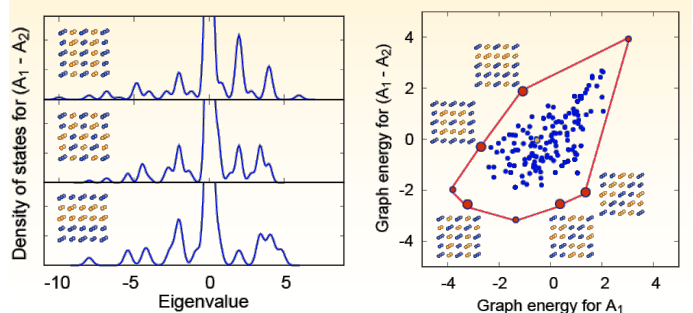 Density of states for (A1 - A2)
-10 -5 0 5
Eigenvalue
Graph energy for (A1 - A2)
4
2
0
-2
-4
-4 -2 0 2 4
Graph energy for A1